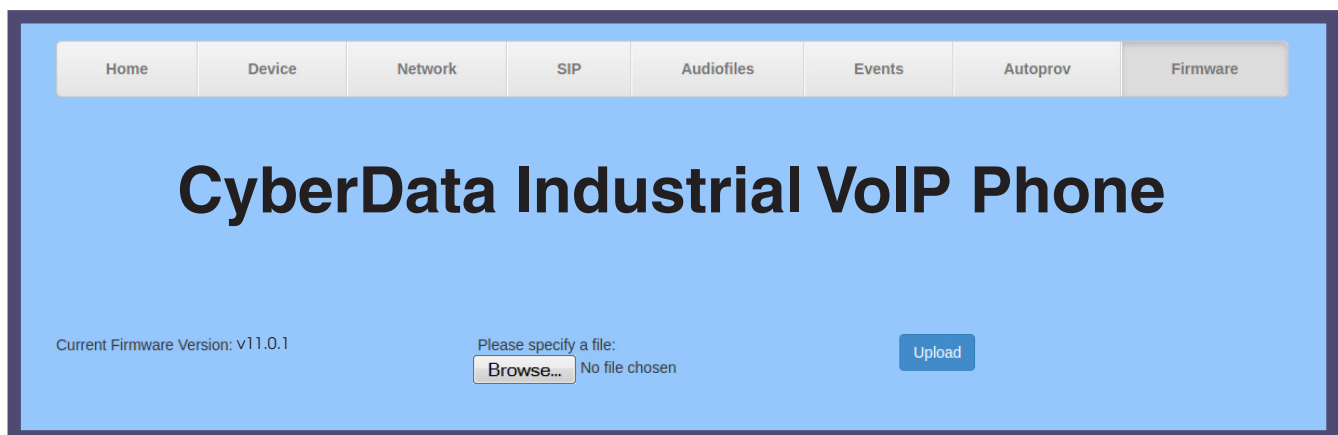 Home Device Network SIP Audiofiles Events Autoprov Firmware
CyberData Industrial VoIP Phone
Current Firmware Version: v11.0.1
Please specify a file:
Browse... No file chosen
Upload